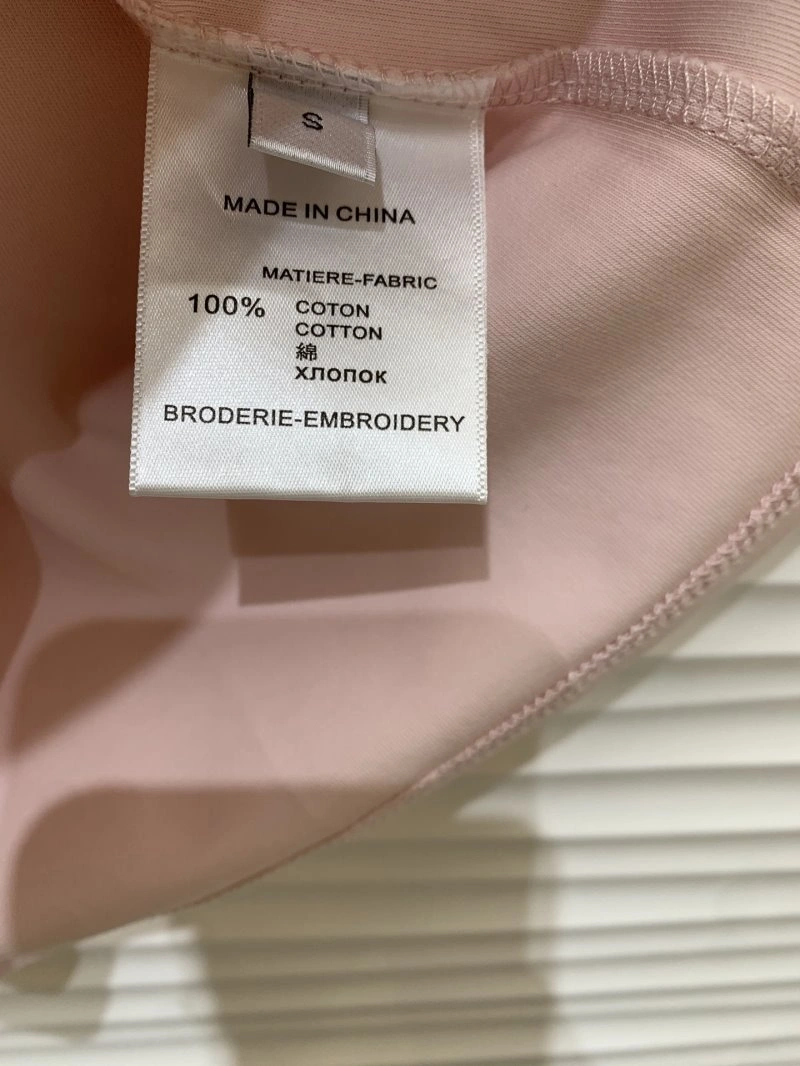 S
MADE IN CHINA
MATIERE-FABRIC
100% COTON
COTTON
綿
ХЛОПОК
BRODERIE-EMBROIDERY